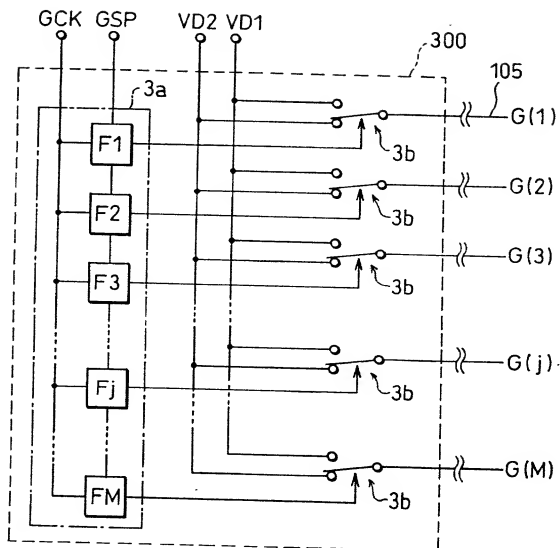 GCK GSP VD2 VD1
300
3a
105
F1
3b
G(1)
F2
3b
G(2)
F3
3b
G(3)
Fj
3b
G(j)
FM
3b
G(M)